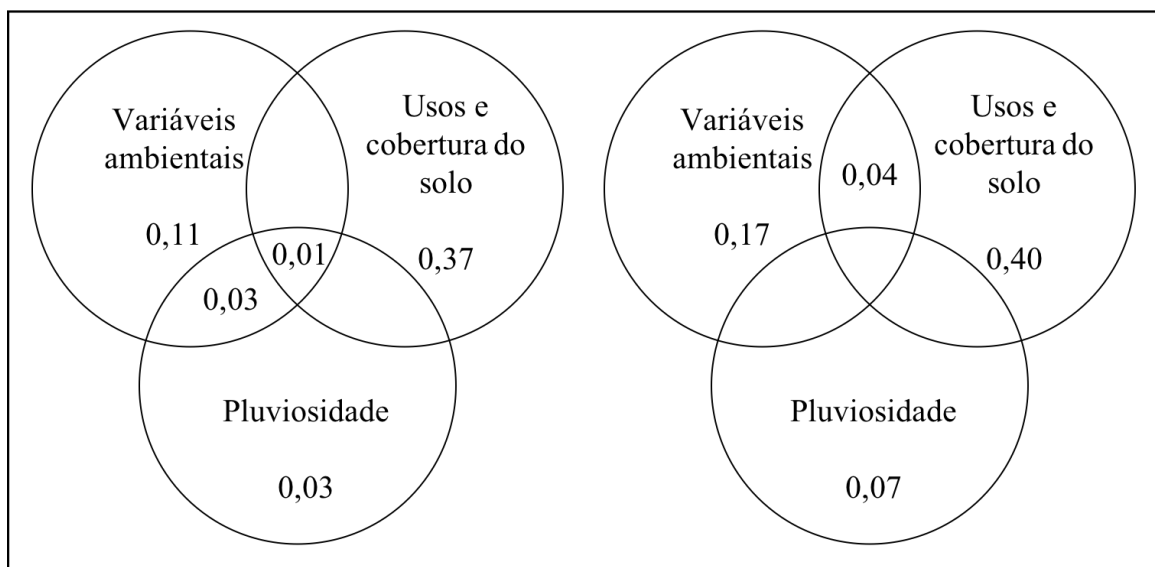 Variáveis
ambientais
Usos e
cobertura do
solo
0,11
0,01
0,37
0,03
Pluviosidade
0,03
Variáveis
ambientais
Usos e
cobertura do
solo
0,04
0,17
0,40
Pluviosidade
0,07